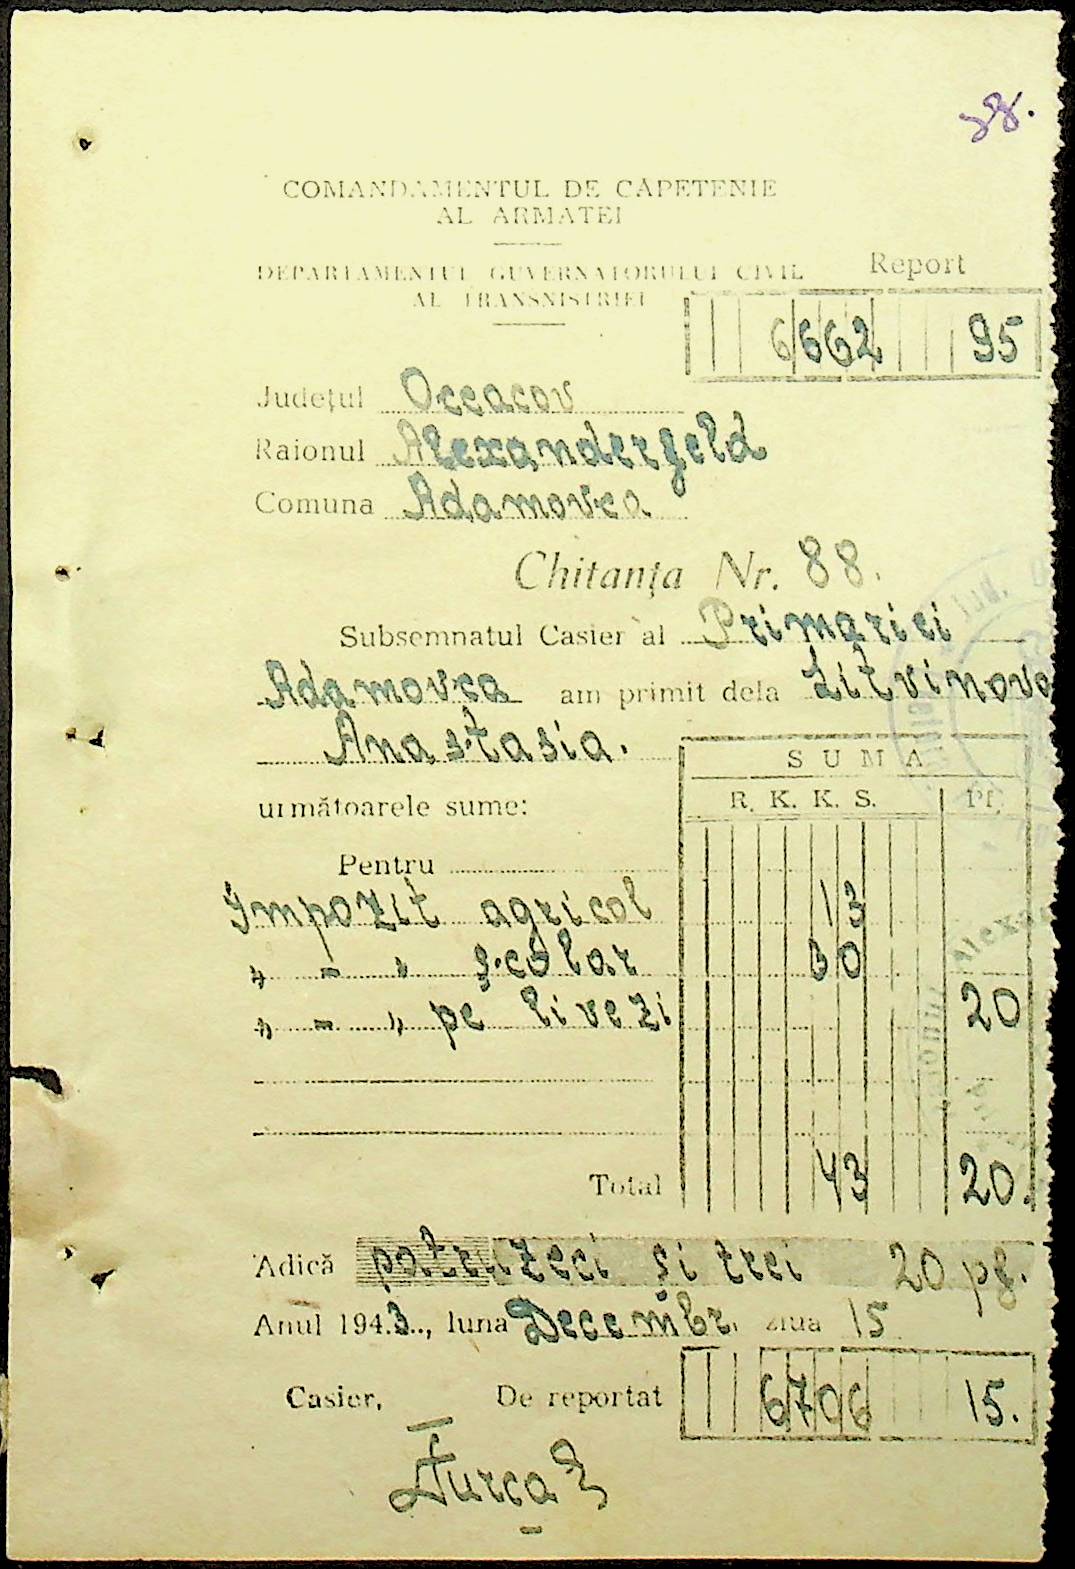 38.
COMANDAMENTUL DE CĂPETENIE
AL ARMATEI
DEPARTAMENTUL GUVERNATORULUI CIVIL
AL TRANSNISTRIEI
Report
6662 95
Județul Oceacov
Raionul Alexanderfeld
Comuna Adamovca
Chitanța Nr. 88.
Subsemnatul Casier al Primariei
Adamovca am primit dela Litvinovo
Anastasia.
SUMA
următoarele sume: R. K. K. S. Pf.
Pentru
Impozit agricol 13
" - " școlar 30
" - " pe livezi 20
Total 43 20.
Adică patruzeci și trei 20 pf.
Anul 1943., luna Decembr. ziua 15
Casier, De reportat 6706 15.
Țurca